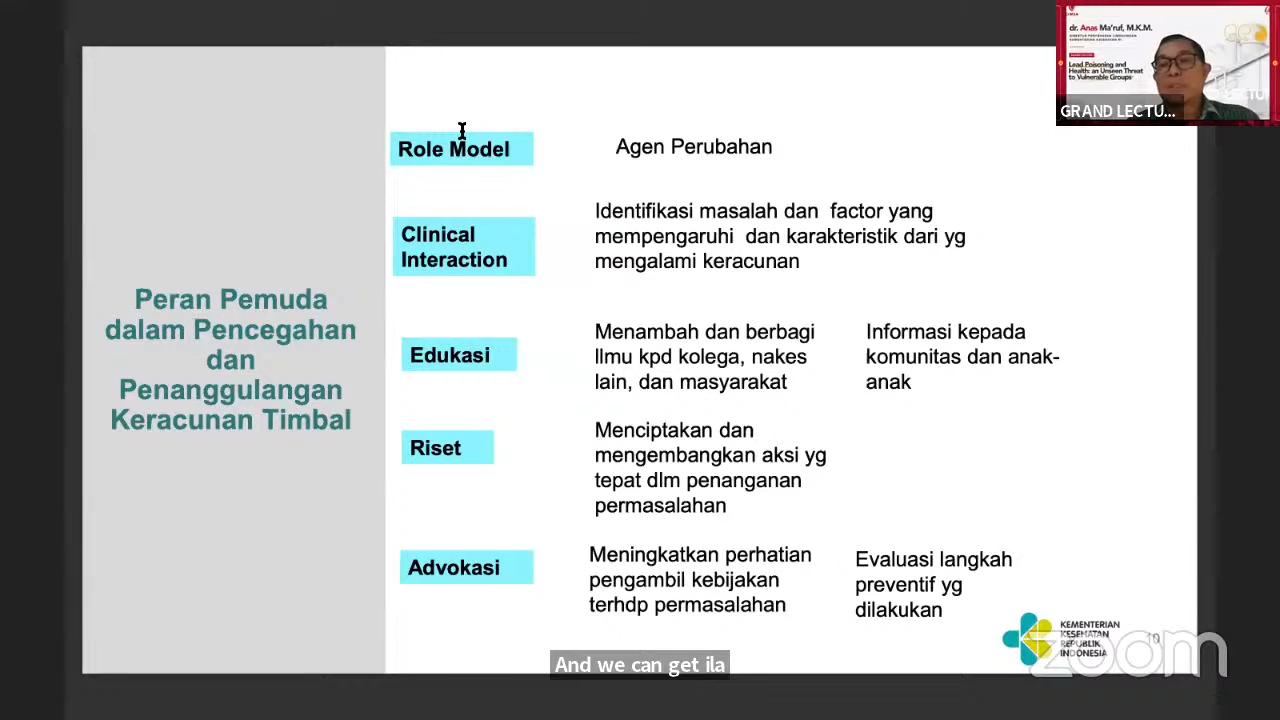 dr. Anas Ma'ruf, M.K.M.
Lead Poisoning and
Health: an Unseen Threat
to Vulnerable Groups
GRAND LECTU...
Peran Pemuda
dalam Pencegahan
dan
Penanggulangan
Keracunan Timbal
Role Model
Agen Perubahan
Clinical
Interaction
Identifikasi masalah dan factor yang
mempengaruhi dan karakteristik dari yg
mengalami keracunan
Edukasi
Menambah dan berbagi
Ilmu kpd kolega, nakes
lain, dan masyarakat
Informasi kepada
komunitas dan anak-
anak
Riset
Menciptakan dan
mengembangkan aksi yg
tepat dlm penanganan
permasalahan
Advokasi
Meningkatkan perhatian
pengambil kebijakan
terhdp permasalahan
Evaluasi langkah
preventif yg
dilakukan
KEMENTERIAN
KESEHATAN
REPUBLIK
INDONESIA
zoom
And we can get ila